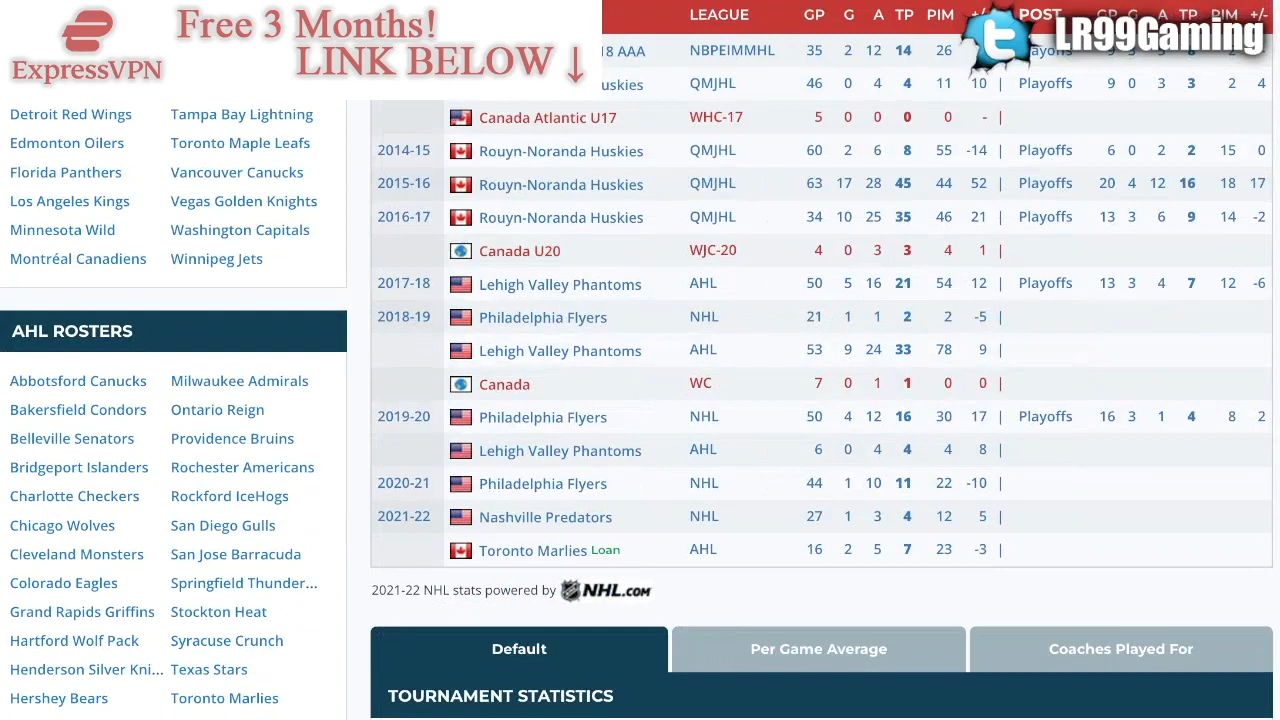 ExpressVPN
Free 3 Months!
LINK BELOW ↓
LEAGUE GP G A TP PIM +/- POST G TP PIM +/-
18 AAA NBPEIMMHL 35 2 12 14 26
uskies QMJHL 46 0 4 4 11 10 | Playoffs 9 0 3 3 2 4
LR99Gaming
Canada Atlantic U17 WHC-17 5 0 0 0 0 - |
2014-15 Rouyn-Noranda Huskies QMJHL 60 2 6 8 55 -14 | Playoffs 6 0 2 2 15 0
2015-16 Rouyn-Noranda Huskies QMJHL 63 17 28 45 44 52 | Playoffs 20 4 12 16 18 17
2016-17 Rouyn-Noranda Huskies QMJHL 34 10 25 35 46 21 | Playoffs 13 3 6 9 14 -2
Canada U20 WJC-20 4 0 3 3 4 1 |
2017-18 Lehigh Valley Phantoms AHL 50 5 16 21 54 12 | Playoffs 13 3 4 7 12 -6
2018-19 Philadelphia Flyers NHL 21 1 1 2 2 -5 |
Lehigh Valley Phantoms AHL 53 9 24 33 78 9 |
Canada WC 7 0 1 1 0 0 |
2019-20 Philadelphia Flyers NHL 50 4 12 16 30 17 | Playoffs 16 3 1 4 8 2
Lehigh Valley Phantoms AHL 6 0 4 4 4 8 |
2020-21 Philadelphia Flyers NHL 44 1 10 11 22 -10 |
2021-22 Nashville Predators NHL 27 1 3 4 12 5 |
Toronto Marlies Loan AHL 16 2 5 7 23 -3 |
2021-22 NHL stats powered by NHL.COM
Default Per Game Average Coaches Played For
TOURNAMENT STATISTICS
Detroit Red Wings Tampa Bay Lightning
Edmonton Oilers Toronto Maple Leafs
Florida Panthers Vancouver Canucks
Los Angeles Kings Vegas Golden Knights
Minnesota Wild Washington Capitals
Montréal Canadiens Winnipeg Jets
AHL ROSTERS
Abbotsford Canucks Milwaukee Admirals
Bakersfield Condors Ontario Reign
Belleville Senators Providence Bruins
Bridgeport Islanders Rochester Americans
Charlotte Checkers Rockford IceHogs
Chicago Wolves San Diego Gulls
Cleveland Monsters San Jose Barracuda
Colorado Eagles Springfield Thunder...
Grand Rapids Griffins Stockton Heat
Hartford Wolf Pack Syracuse Crunch
Henderson Silver Kni... Texas Stars
Hershey Bears Toronto Marlies